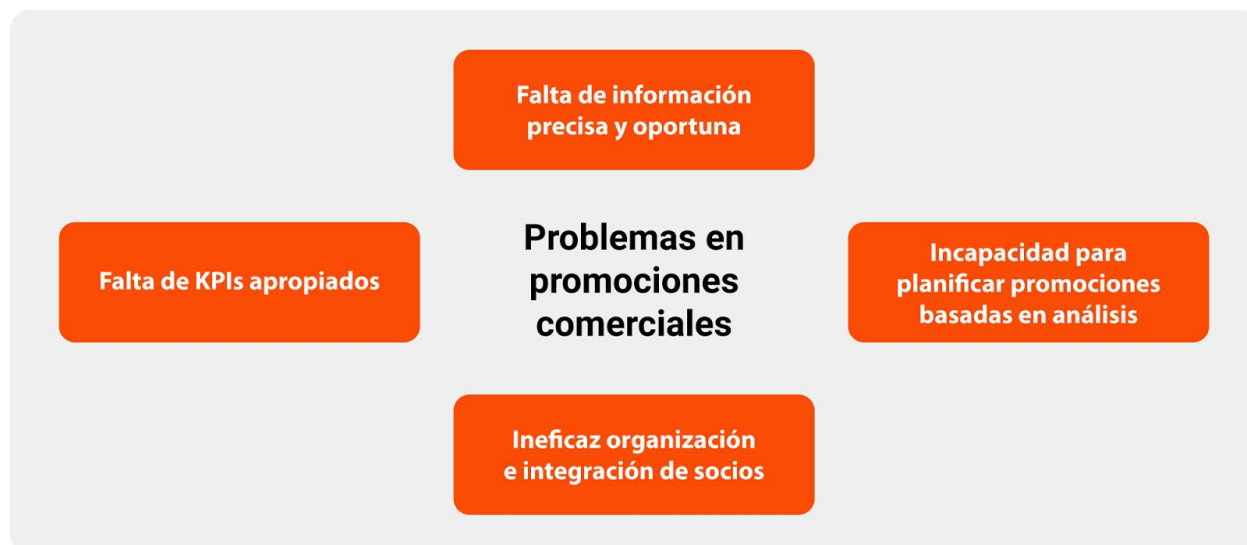 Falta de información
precisa y oportuna
Falta de KPIs apropiados
Problemas en
promociones
comerciales
Incapacidad para
planificar promociones
basadas en análisis
Ineficaz organización
e integración de socios